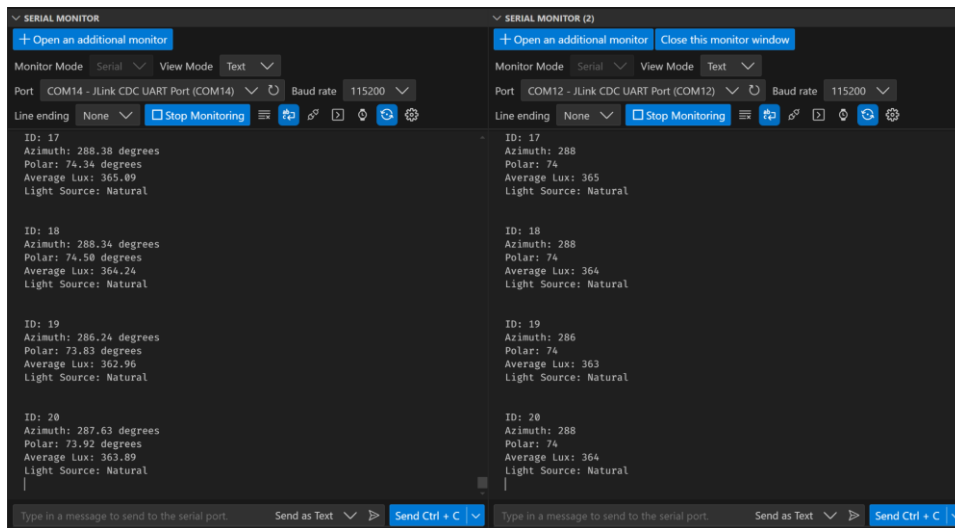 SERIAL MONITOR
+ Open an additional monitor
Monitor Mode Serial View Mode Text
Port COM14 - JLink CDC UART Port (COM14) Baud rate 115200
Line ending None Stop Monitoring
ID: 17
Azimuth: 288.38 degrees
Polar: 74.34 degrees
Average Lux: 365.09
Light Source: Natural
ID: 18
Azimuth: 288.34 degrees
Polar: 74.50 degrees
Average Lux: 364.24
Light Source: Natural
ID: 19
Azimuth: 286.24 degrees
Polar: 73.83 degrees
Average Lux: 362.96
Light Source: Natural
ID: 20
Azimuth: 287.63 degrees
Polar: 73.92 degrees
Average Lux: 363.89
Light Source: Natural
Type in a message to send to the serial port. Send as Text Send Ctrl + C
SERIAL MONITOR (2)
+ Open an additional monitor Close this monitor window
Monitor Mode Serial View Mode Text
Port COM12 - JLink CDC UART Port (COM12) Baud rate 115200
Line ending None Stop Monitoring
ID: 17
Azimuth: 288
Polar: 74
Average Lux: 365
Light Source: Natural
ID: 18
Azimuth: 288
Polar: 74
Average Lux: 364
Light Source: Natural
ID: 19
Azimuth: 286
Polar: 74
Average Lux: 363
Light Source: Natural
ID: 20
Azimuth: 288
Polar: 74
Average Lux: 364
Light Source: Natural
Type in a message to send to the serial port. Send as Text Send Ctrl + C